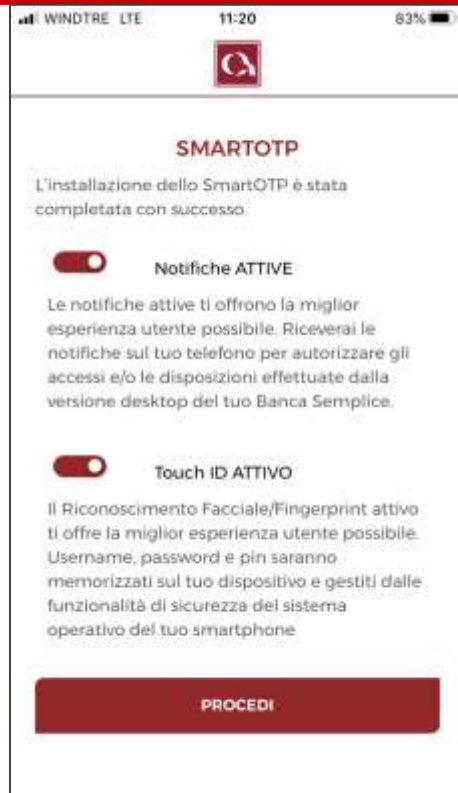 WINDTRE LTE 11:20 83%
SMARTOTP
L'installazione dello SmartOTP è stata
completata con successo.
Notifiche ATTIVE
Le notifiche attive ti offrono la miglior
esperienza utente possibile. Riceverai le
notifiche sul tuo telefono per autorizzare gli
accessi e/o le disposizioni effettuate dalla
versione desktop del tuo Banca Semplice.
Touch ID ATTIVO
Il Riconoscimento Facciale/Fingerprint attivo
ti offre la miglior esperienza utente possibile.
Username, password e pin saranno
memorizzati sul tuo dispositivo e gestiti dalle
funzionalità di sicurezza del sistema
operativo del tuo smartphone
PROCEDI